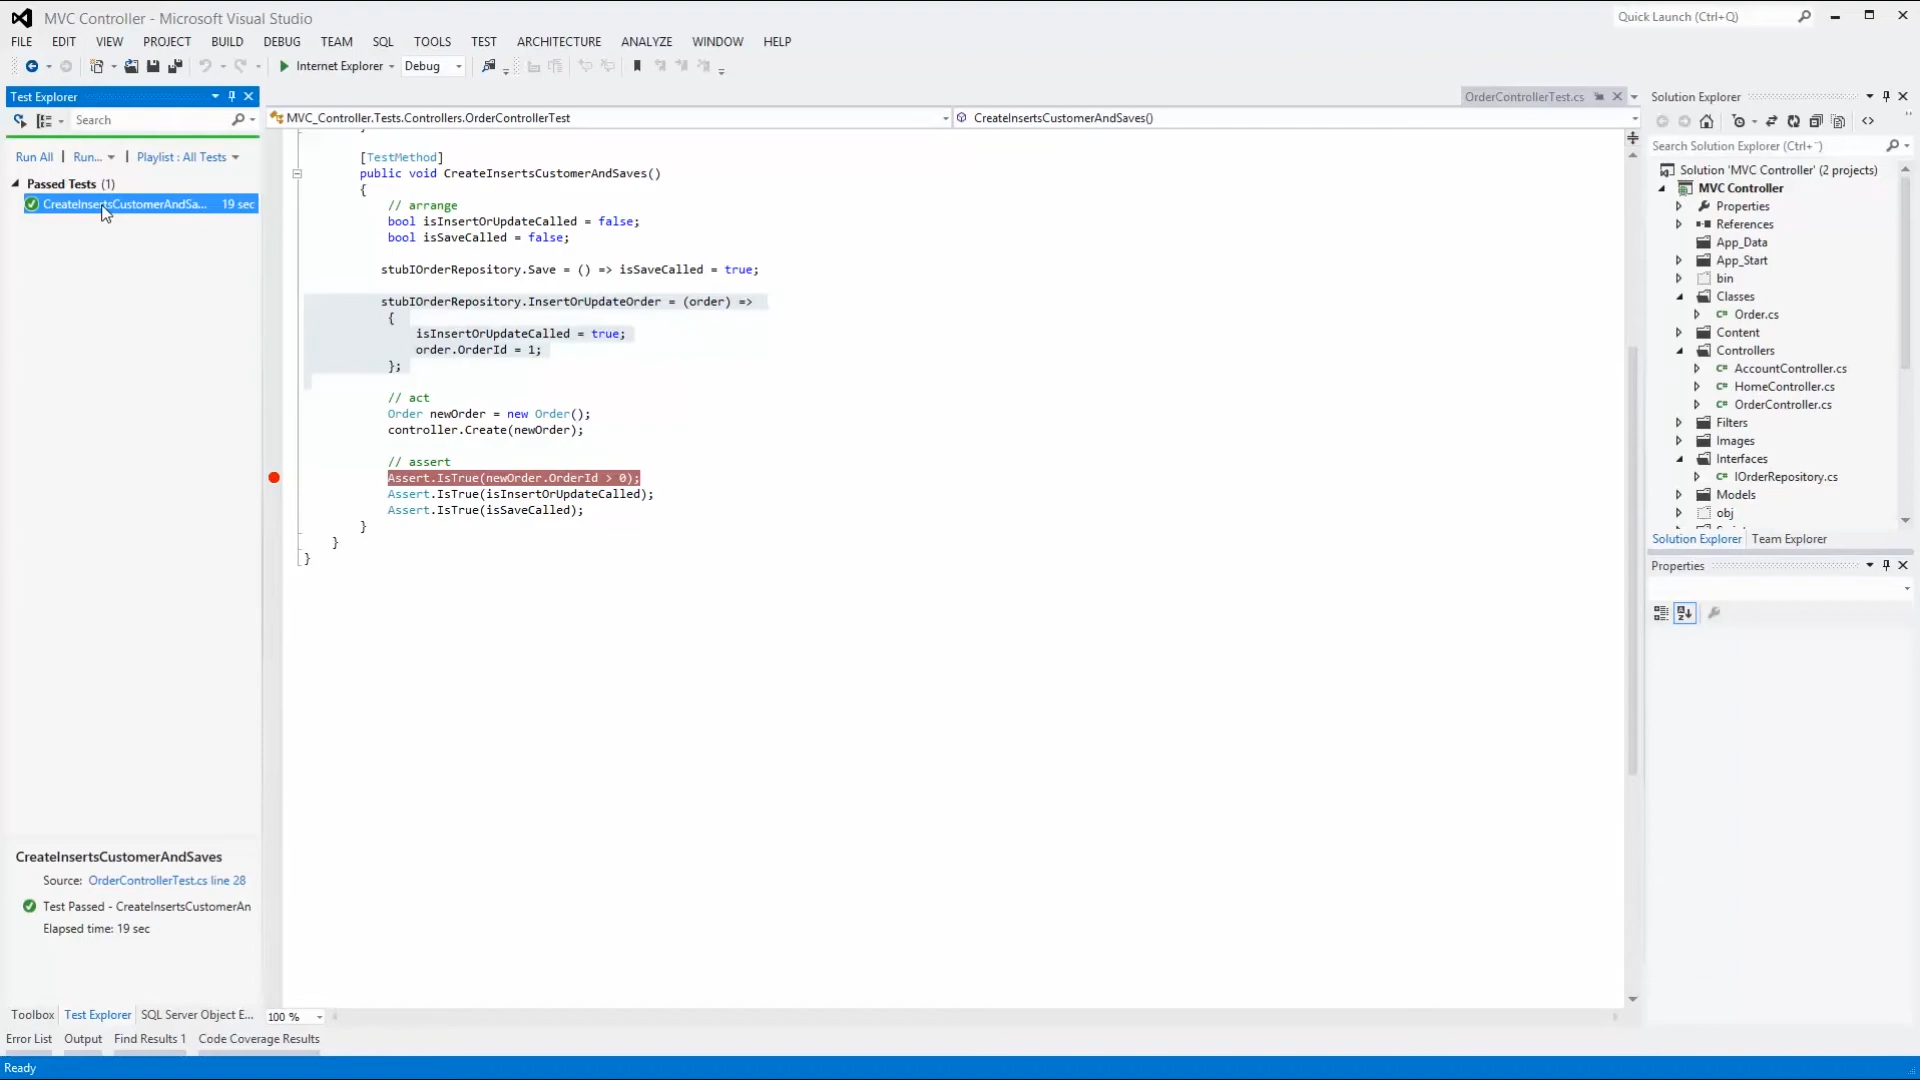 MVC Controller - Microsoft Visual Studio
Quick Launch (Ctrl+Q)
FILE EDIT VIEW PROJECT BUILD DEBUG TEAM SQL TOOLS TEST ARCHITECTURE ANALYZE WINDOW HELP
Internet Explorer Debug
Test Explorer
Search
Run All | Run... | Playlist : All Tests
Passed Tests (1)
CreateInsertsCustomerAndSa... 19 sec
CreateInsertsCustomerAndSaves
Source: OrderControllerTest.cs line 28
Test Passed - CreateInsertsCustomerAn
Elapsed time: 19 sec
Toolbox Test Explorer SQL Server Object E...
OrderControllerTest.cs
MVC_Controller.Tests.Controllers.OrderControllerTest CreateInsertsCustomerAndSaves()
[TestMethod]
public void CreateInsertsCustomerAndSaves()
{
// arrange
bool isInsertOrUpdateCalled = false;
bool isSaveCalled = false;
stubIOrderRepository.Save = () => isSaveCalled = true;
stubIOrderRepository.InsertOrUpdateOrder = (order) =>
{
isInsertOrUpdateCalled = true;
order.OrderId = 1;
};
// act
Order newOrder = new Order();
controller.Create(newOrder);
// assert
Assert.IsTrue(newOrder.OrderId > 0);
Assert.IsTrue(isInsertOrUpdateCalled);
Assert.IsTrue(isSaveCalled);
}
}
}
100 %
Solution Explorer
Search Solution Explorer (Ctrl+¨)
Solution 'MVC Controller' (2 projects)
MVC Controller
Properties
References
App_Data
App_Start
bin
Classes
Order.cs
Content
Controllers
AccountController.cs
HomeController.cs
OrderController.cs
Filters
Images
Interfaces
IOrderRepository.cs
Models
obj
Solution Explorer Team Explorer
Properties
Error List Output Find Results 1 Code Coverage Results
Ready